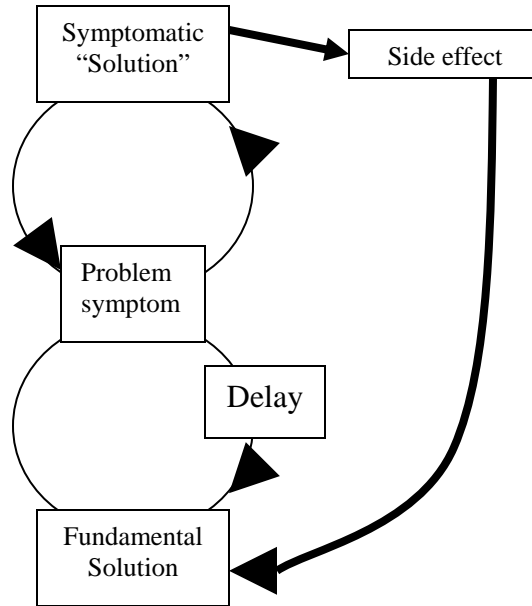 Symptomatic
“Solution”
Side effect
Problem
symptom
Delay
Fundamental
Solution